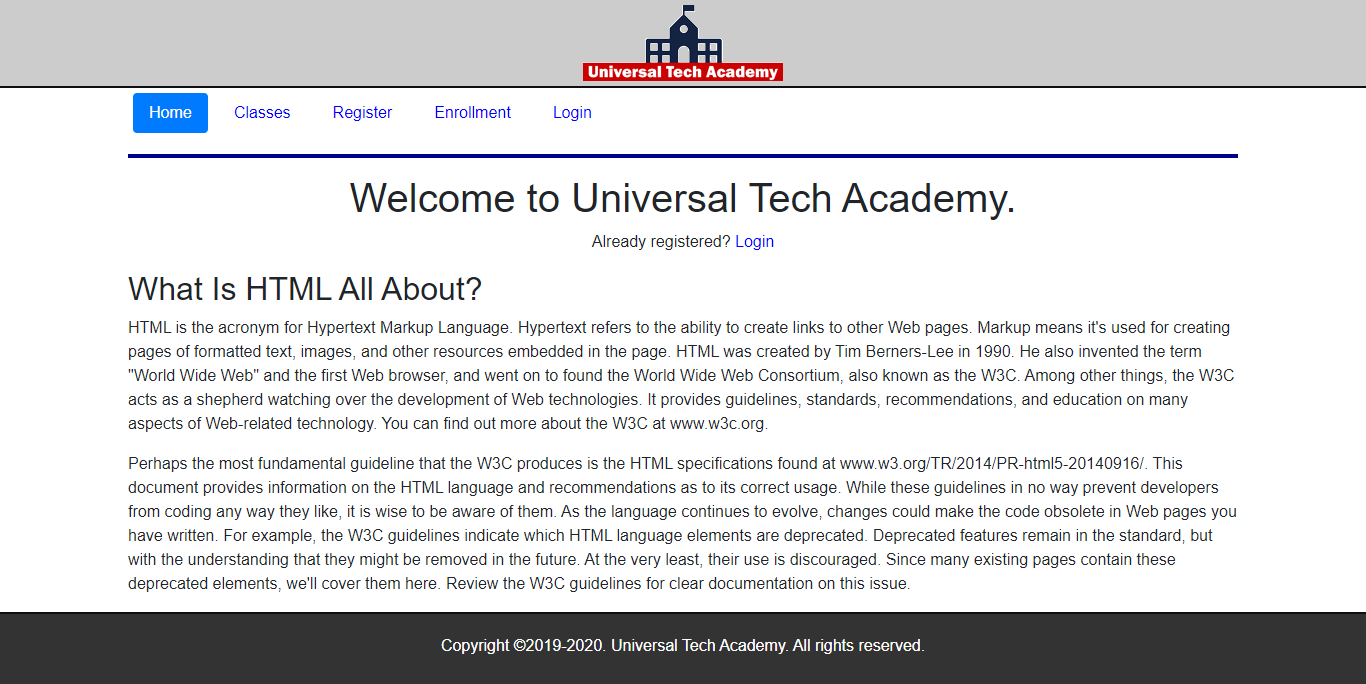 Universal Tech Academy
Home Classes Register Enrollment Login
Welcome to Universal Tech Academy.
Already registered? Login
What Is HTML All About?
HTML is the acronym for Hypertext Markup Language. Hypertext refers to the ability to create links to other Web pages. Markup means it's used for creating
pages of formatted text, images, and other resources embedded in the page. HTML was created by Tim Berners-Lee in 1990. He also invented the term
"World Wide Web" and the first Web browser, and went on to found the World Wide Web Consortium, also known as the W3C. Among other things, the W3C
acts as a shepherd watching over the development of Web technologies. It provides guidelines, standards, recommendations, and education on many
aspects of Web-related technology. You can find out more about the W3C at www.w3c.org.
Perhaps the most fundamental guideline that the W3C produces is the HTML specifications found at www.w3.org/TR/2014/PR-html5-20140916/. This
document provides information on the HTML language and recommendations as to its correct usage. While these guidelines in no way prevent developers
from coding any way they like, it is wise to be aware of them. As the language continues to evolve, changes could make the code obsolete in Web pages you
have written. For example, the W3C guidelines indicate which HTML language elements are deprecated. Deprecated features remain in the standard, but
with the understanding that they might be removed in the future. At the very least, their use is discouraged. Since many existing pages contain these
deprecated elements, we'll cover them here. Review the W3C guidelines for clear documentation on this issue.
Copyright ©2019-2020. Universal Tech Academy. All rights reserved.